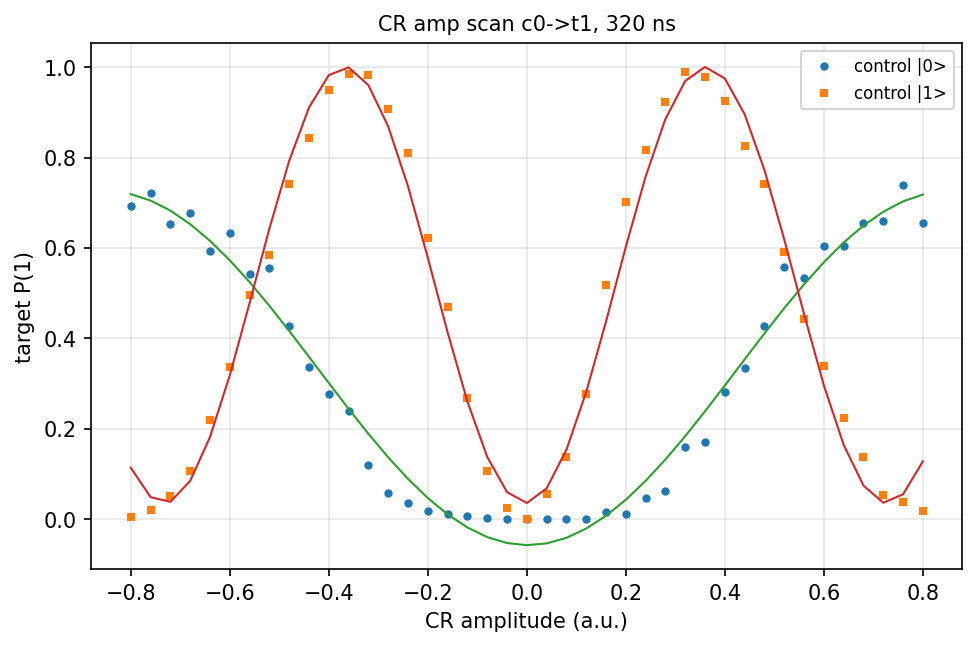 CR amp scan c0->t1, 320 ns
control |0>
control |1>
target P(1)
1.0
0.8
0.6
0.4
0.2
0.0
−0.8 −0.6 −0.4 −0.2 0.0 0.2 0.4 0.6 0.8
CR amplitude (a.u.)